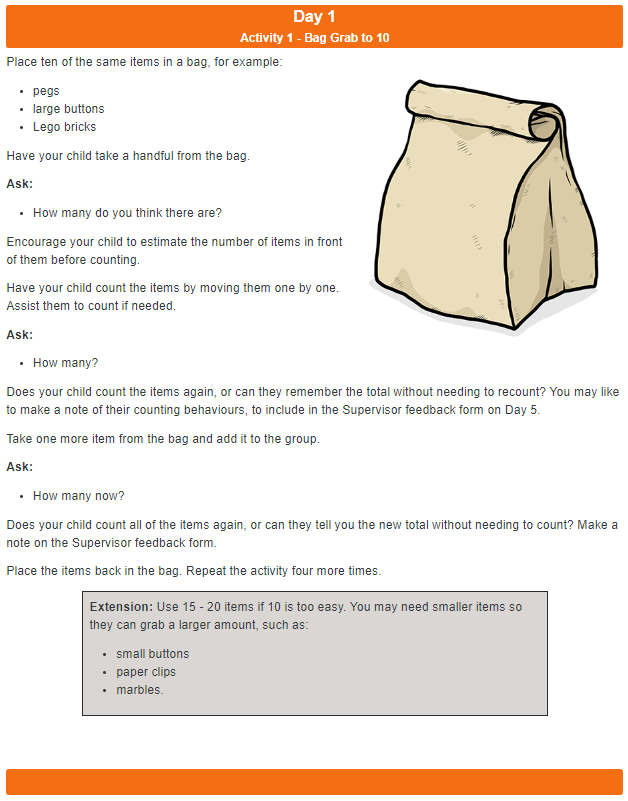 Day 1
Activity 1 - Bag Grab to 10
Place ten of the same items in a bag, for example:
• pegs
• large buttons
• Lego bricks
Have your child take a handful from the bag.
Ask:
• How many do you think there are?
Encourage your child to estimate the number of items in front
of them before counting.
Have your child count the items by moving them one by one.
Assist them to count if needed.
Ask:
• How many?
Does your child count the items again, or can they remember the total without needing to recount? You may like
to make a note of their counting behaviours, to include in the Supervisor feedback form on Day 5.
Take one more item from the bag and add it to the group.
Ask:
• How many now?
Does your child count all of the items again, or can they tell you the new total without needing to count? Make a
note on the Supervisor feedback form.
Place the items back in the bag. Repeat the activity four more times.
Extension: Use 15 - 20 items if 10 is too easy. You may need smaller items so
they can grab a larger amount, such as:
• small buttons
• paper clips
• marbles.